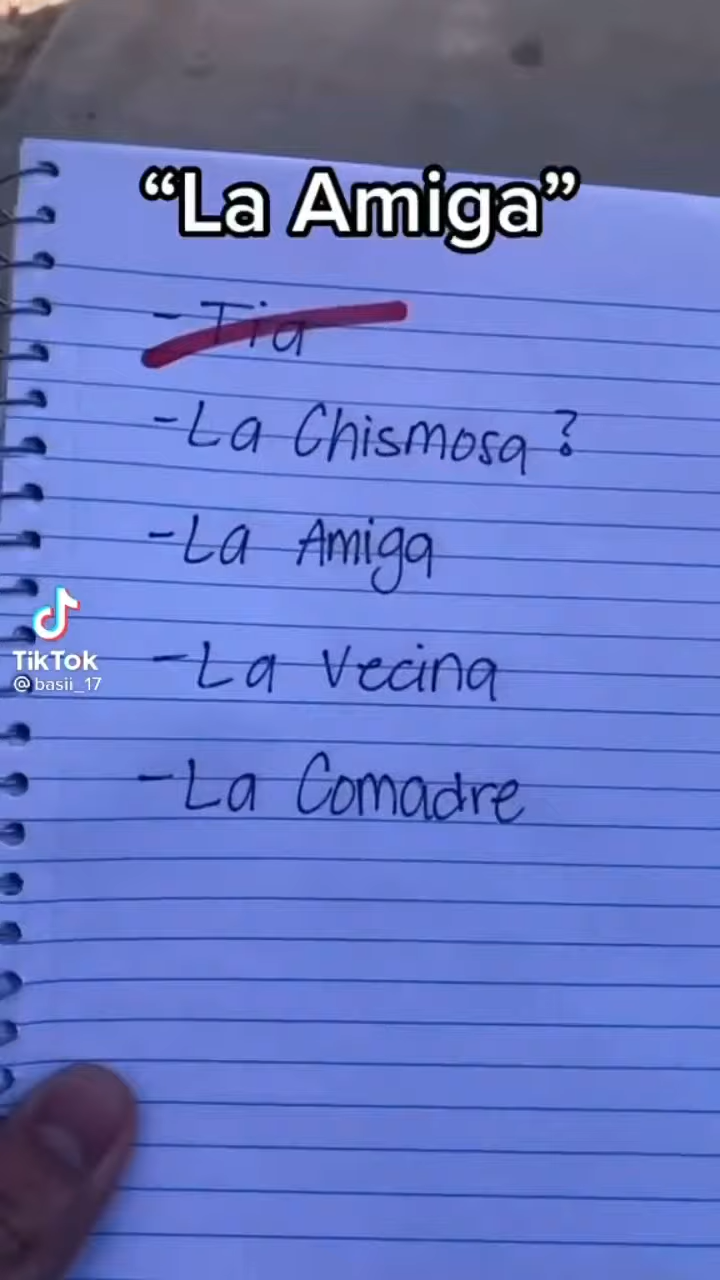 “La Amiga”
- Tia
- La Chismosa ?
- La Amiga
- La Vecina
- La Comadre
TikTok
@basii_17